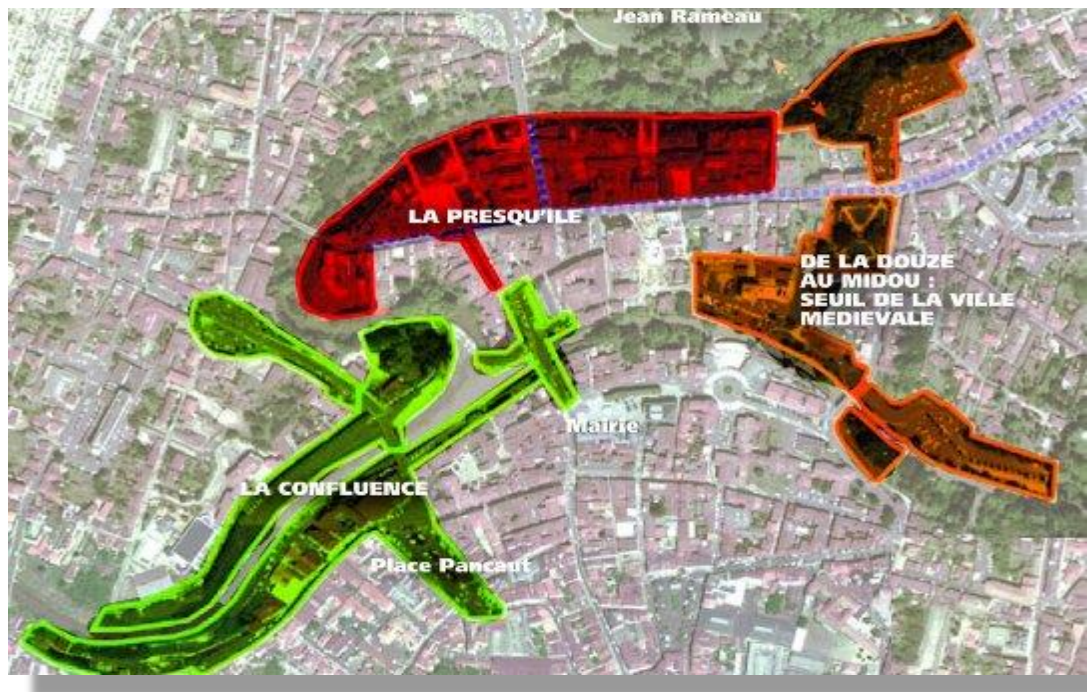 Jean Rameau
LA PRESQU'ILE
DE LA DOUZE
AU MIDOU :
SEUIL DE LA VILLE
MEDIEVALE
Mairie
LA CONFLUENCE
Place Pancaut